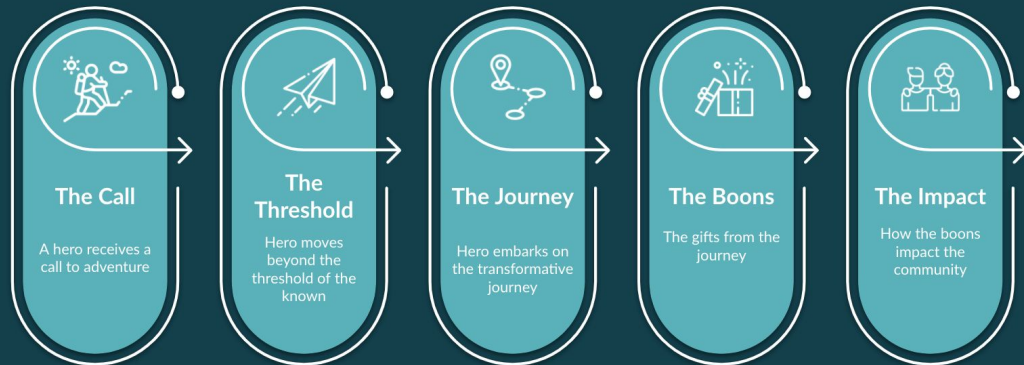 The Call
A hero receives a
call to adventure
The
Threshold
Hero moves
beyond the
threshold of the
known
The Journey
Hero embarks on
the transformative
journey
The Boons
The gifts from the
journey
The Impact
How the boons
impact the
community